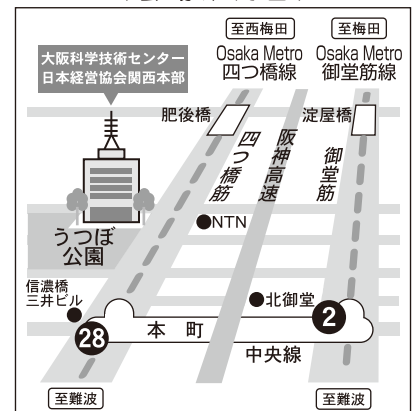 至西梅田
至梅田
Osaka Metro
四つ橋線
Osaka Metro
御堂筋線
大阪科学技術センター
日本経営協会関西本部
肥後橋
淀屋橋
四つ橋筋
阪神高速
御堂筋
NTN
うつぼ
公園
信濃橋
三井ビル
北御堂
2
28
本町
中央線
至難波
至難波